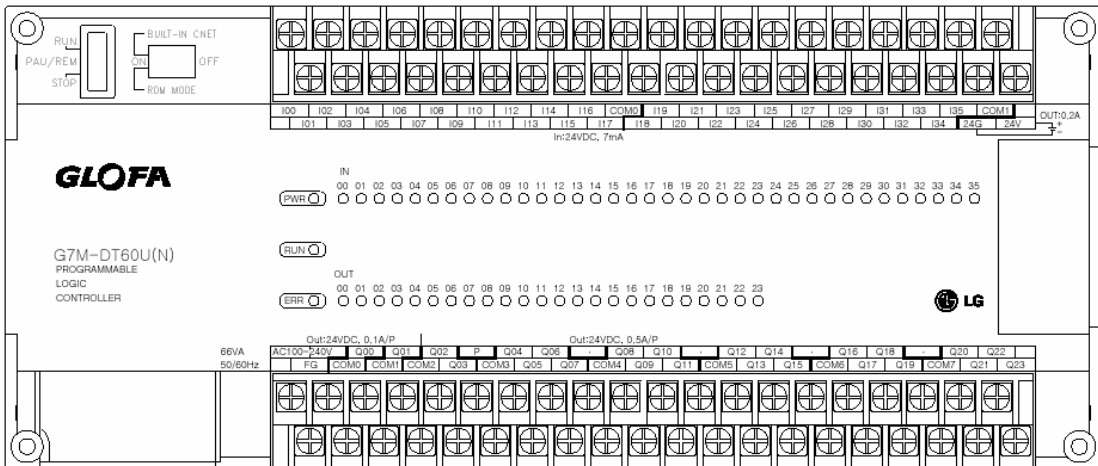 RUN
PAU/REM
STOP
BUILT-IN CNET
ON OFF
ROM MODE
I00 I02 I04 I06 I08 I10 I12 I14 I16 COM0 I19 I21 I23 I25 I27 I29 I31 I33 I35 COM1
I01 I03 I05 I07 I09 I11 I13 I15 I17 I18 I20 I22 I24 I26 I28 I30 I32 I34 24G 24V
OUT:0.2A
+
-
In:24VDC, 7mA
GLOFA
IN
00 01 02 03 04 05 06 07 08 09 10 11 12 13 14 15 16 17 18 19 20 21 22 23 24 25 26 27 28 29 30 31 32 33 34 35
PWR
G7M-DT60U(N)
PROGRAMMABLE
LOGIC
CONTROLLER
RUN
OUT
00 01 02 03 04 05 06 07 08 09 10 11 12 13 14 15 16 17 18 19 20 21 22 23
ERR
LG
Out:24VDC, 0.1A/P Out:24VDC, 0.5A/P
66VA AC100-240V Q00 Q01 Q02 P Q04 Q06 . Q08 Q10 . Q12 Q14 . Q16 Q18 . Q20 Q22
50/60Hz FG COM0 COM1 COM2 Q03 COM3 Q05 Q07 COM4 Q09 Q11 COM5 Q13 Q15 COM6 Q17 Q19 COM7 Q21 Q23